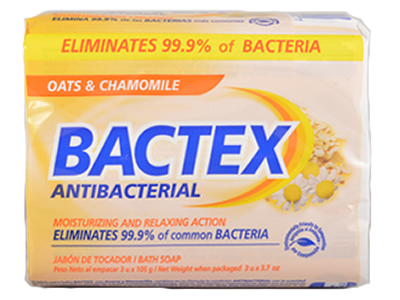 ELIMINATES 99.9% of BACTERIA
OATS & CHAMOMILE
BACTEX
ANTIBACTERIAL
MOISTURIZING AND RELAXING ACTION
ELIMINATES 99.9% of common BACTERIA
JABÓN DE TOCADOR / BATH SOAP
Peso Neto al empacar 3 u x 105 g / Net Weight when packaged 3 u x 3.7 oz